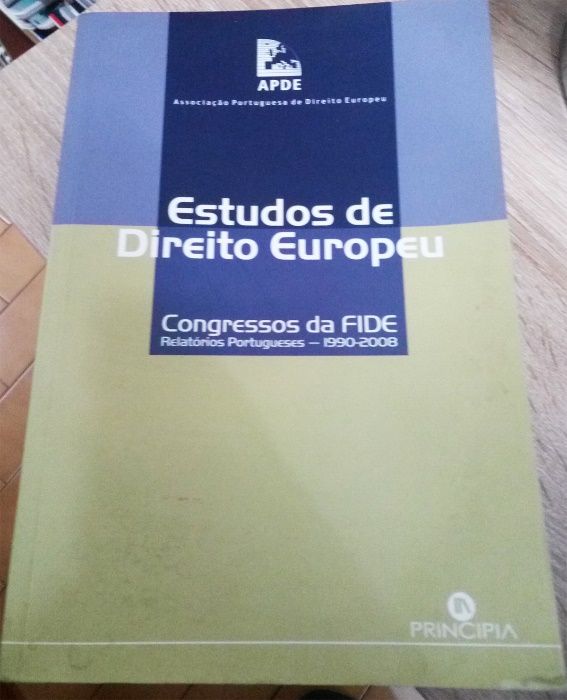 APDE
Associação Portuguesa de Direito Europeu
Estudos de
Direito Europeu
Congressos da FIDE
Relatórios Portugueses — 1990-2008
PRINCIPIA